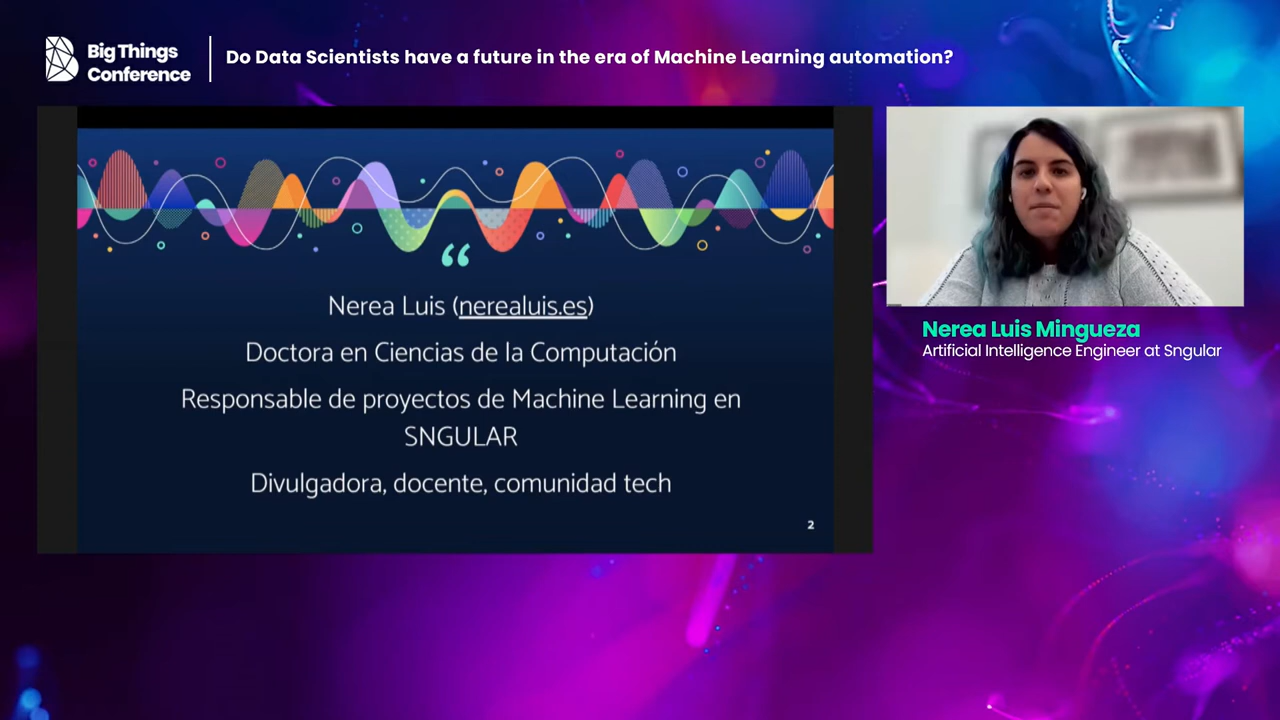 Big Things
Conference
Do Data Scientists have a future in the era of Machine Learning automation?
“
Nerea Luis (nerealuis.es)
Doctora en Ciencias de la Computación
Responsable de proyectos de Machine Learning en
SNGULAR
Divulgadora, docente, comunidad tech
2
Nerea Luis Mingueza
Artificial Intelligence Engineer at Sngular